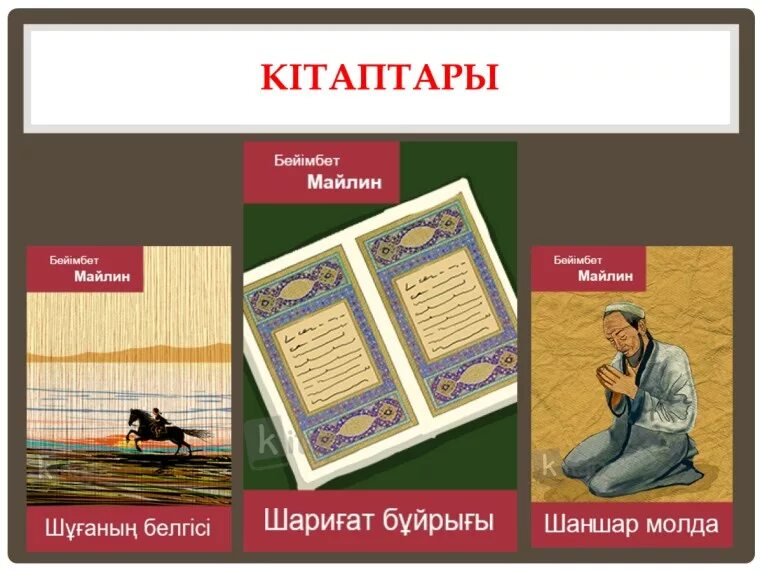 КІТАПТАРЫ
Бейімбет
Майлин
Шұғаның белгісі
Бейімбет
Майлин
Шариғат бұйрығы
Бейімбет
Майлин
Шаншар молда